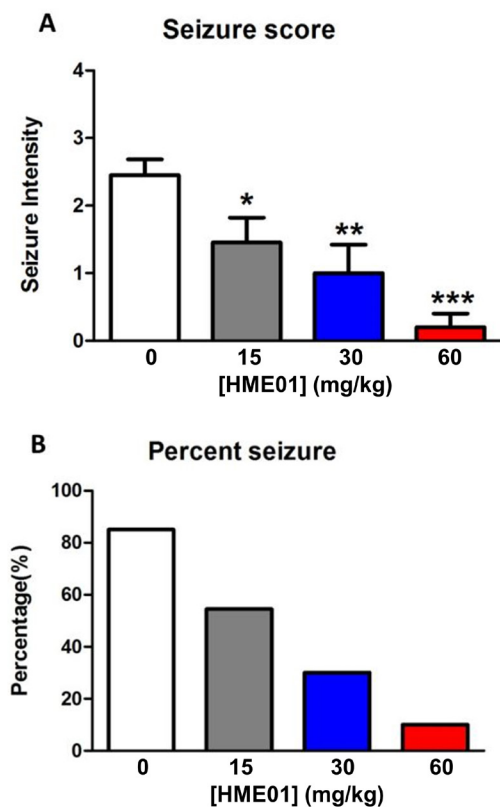 A
Seizure score
Seizure Intensity
4
3
2
1
0
*
**
***
0 15 30 60
[HME01] (mg/kg)
B
Percent seizure
Percentage(%)
100
80
60
40
20
0
0 15 30 60
[HME01] (mg/kg)